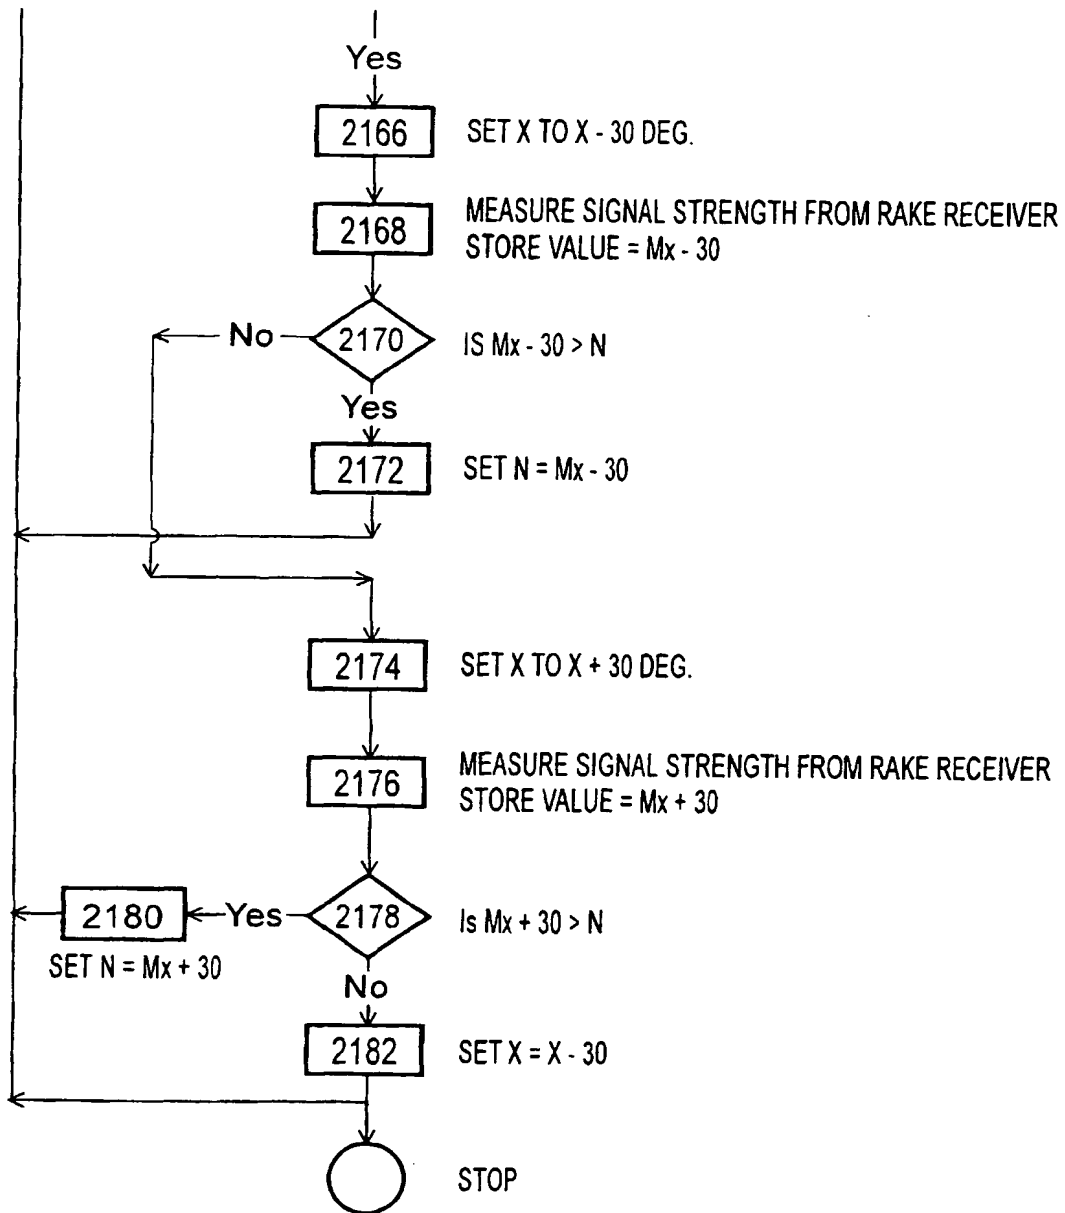 Yes
2166 SET X TO X - 30 DEG.
2168 MEASURE SIGNAL STRENGTH FROM RAKE RECEIVER
STORE VALUE = Mx - 30
No 2170 IS Mx - 30 > N
Yes
2172 SET N = Mx - 30
2174 SET X TO X + 30 DEG.
2176 MEASURE SIGNAL STRENGTH FROM RAKE RECEIVER
STORE VALUE = Mx + 30
2180 Yes 2178 Is Mx + 30 > N
SET N = Mx + 30
No
2182 SET X = X - 30
STOP